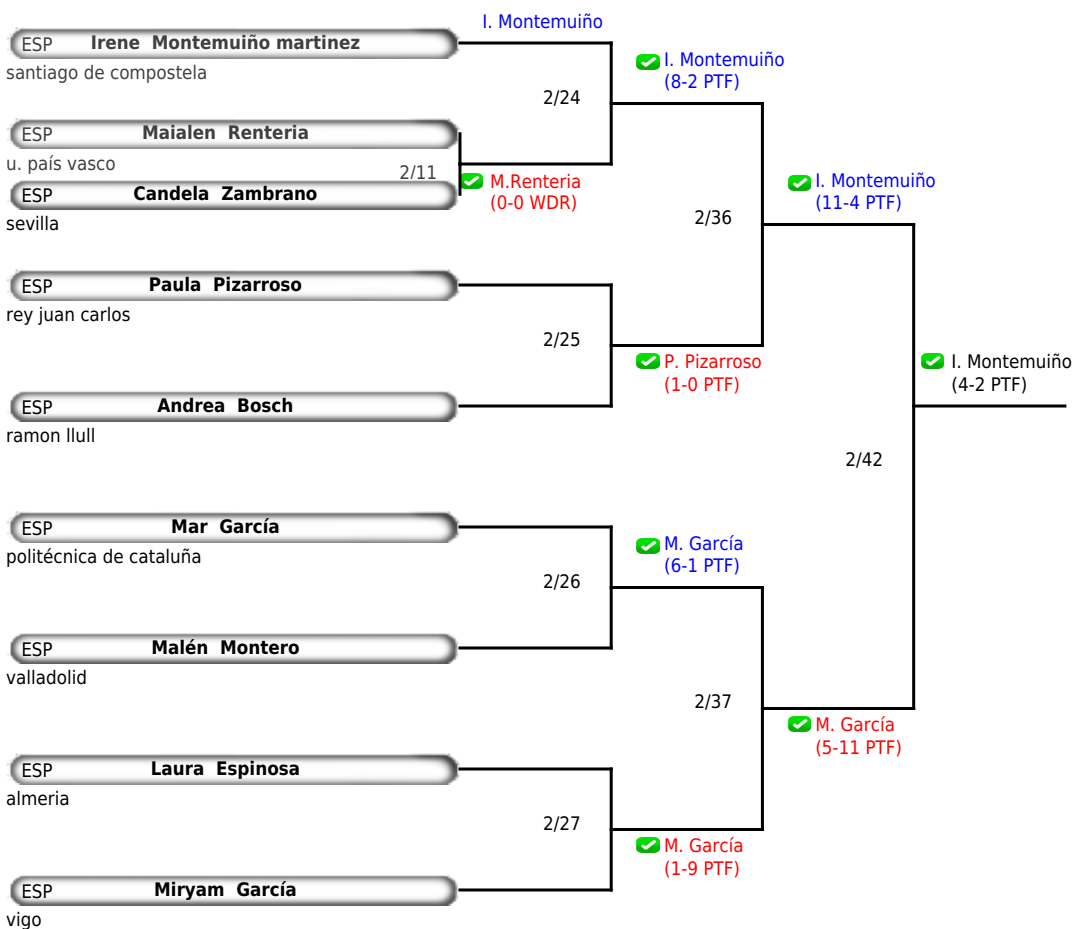 I. Montemuiño
ESP Irene Montemuiño martinez
santiago de compostela
I. Montemuiño
(8-2 PTF)
2/24
ESP Maialen Renteria
u. país vasco
2/11
M.Renteria
(0-0 WDR)
ESP Candela Zambrano
sevilla
I. Montemuiño
(11-4 PTF)
2/36
ESP Paula Pizarroso
rey juan carlos
2/25
P. Pizarroso
(1-0 PTF)
I. Montemuiño
(4-2 PTF)
ESP Andrea Bosch
ramon llull
2/42
ESP Mar García
politécnica de cataluña
M. García
(6-1 PTF)
2/26
ESP Malén Montero
valladolid
2/37
M. García
(5-11 PTF)
ESP Laura Espinosa
almeria
2/27
M. García
(1-9 PTF)
ESP Miryam García
vigo